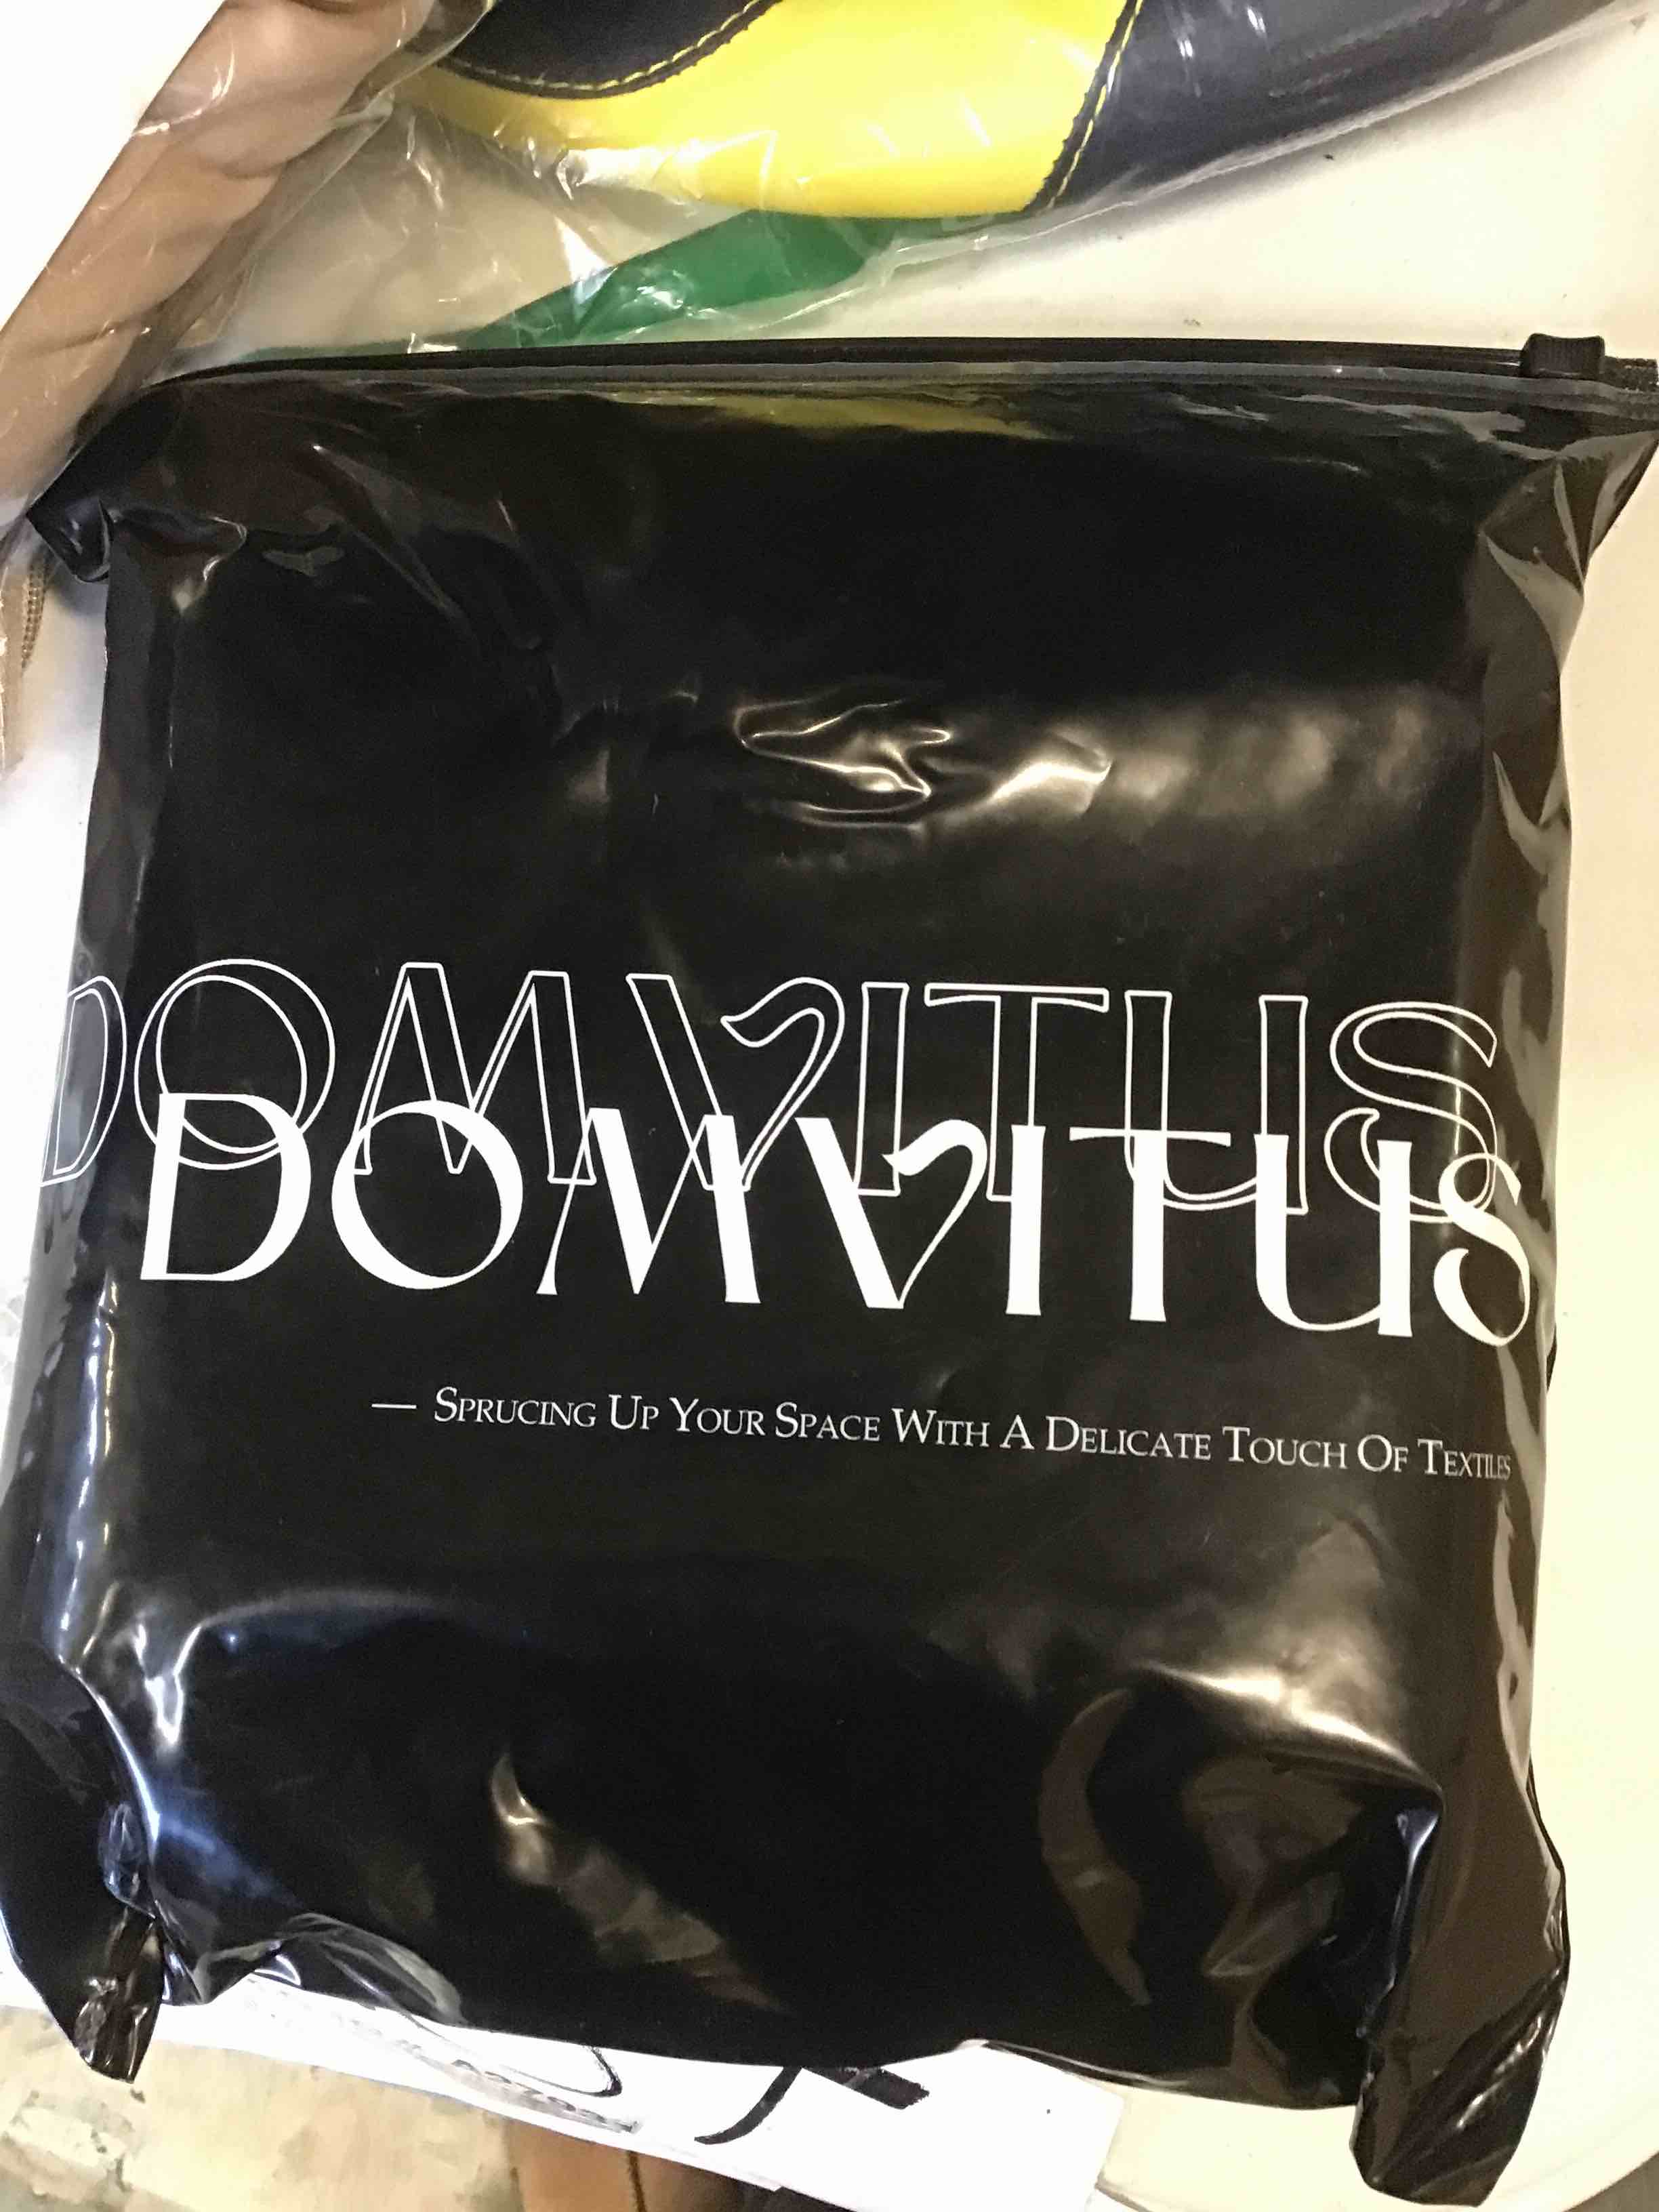 DOMVITUS
DOMVITUS
— SPRUCING UP YOUR SPACE WITH A DELICATE TOUCH OF TEXTILES